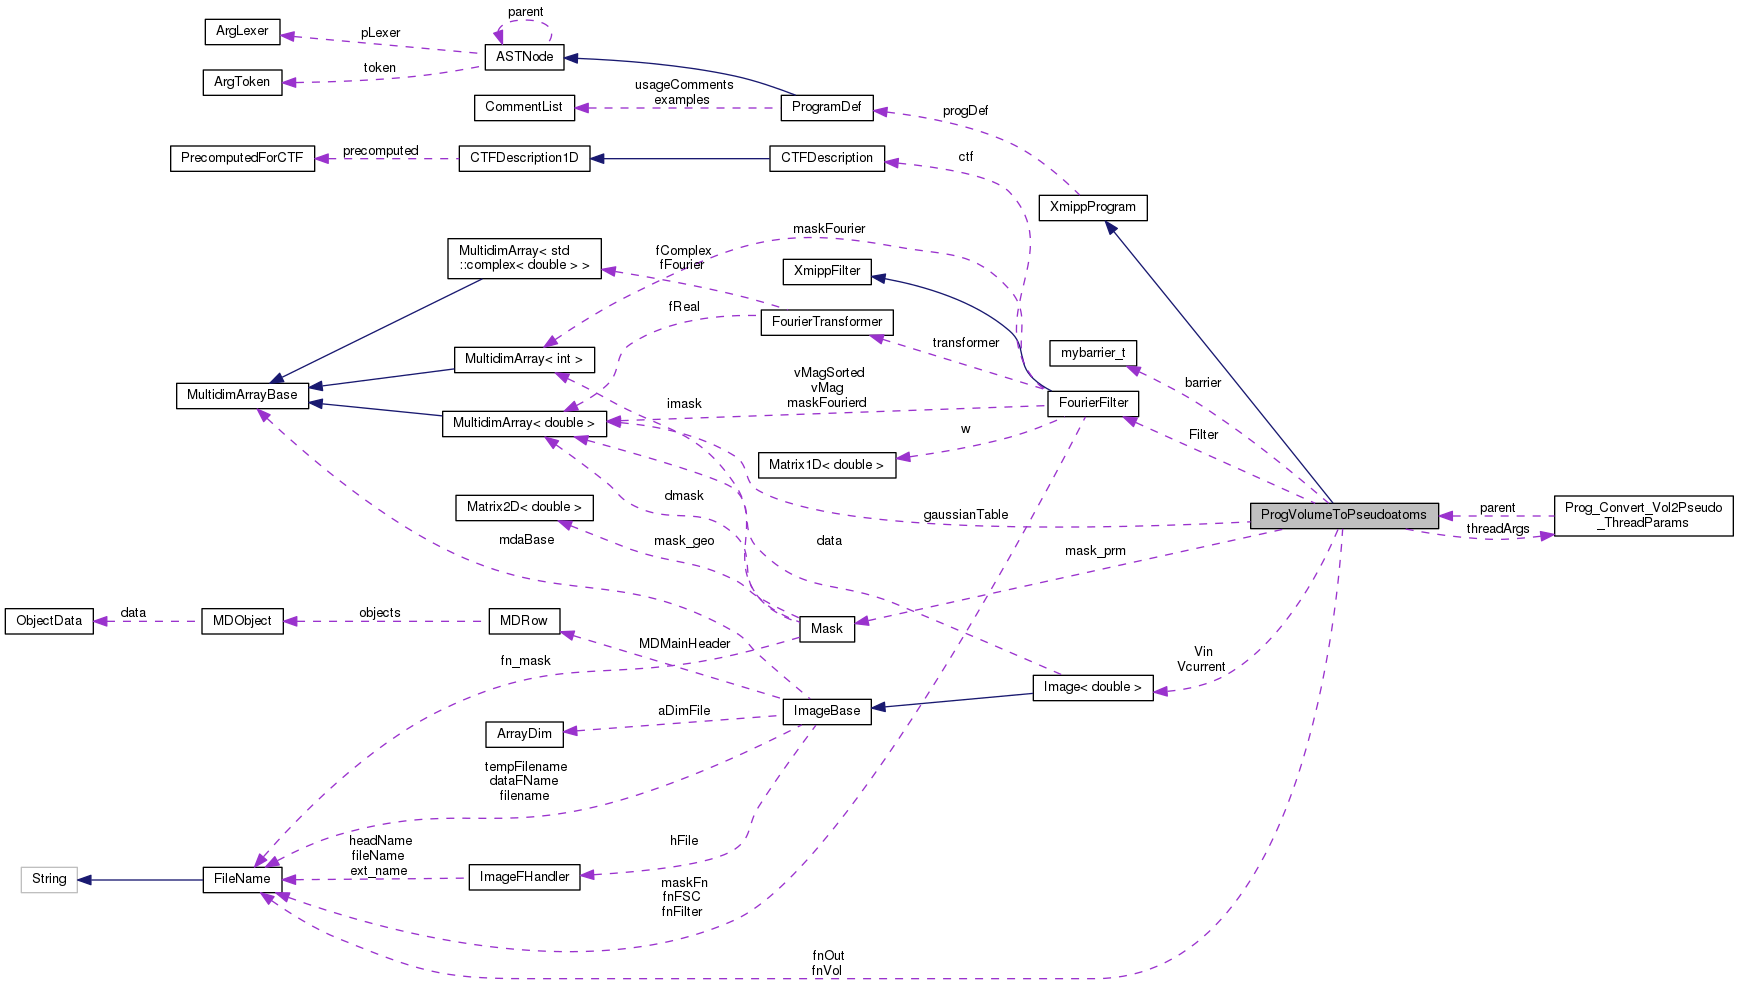 parent
ArgLexer
pLexer
ASTNode
token
ArgToken
usageComments
examples
CommentList
ProgramDef
progDef
PrecomputedForCTF
precomputed
CTFDescription1D
CTFDescription
ctf
XmippProgram
maskFourier
MultidimArray< std
::complex< double > >
fComplex
fFourier
XmippFilter
fReal
FourierTransformer
transformer
mybarrier_t
MultidimArray< int >
barrier
MultidimArrayBase
vMagSorted
vMag
maskFourierd
imask
FourierFilter
MultidimArray< double >
w
Filter
Matrix1D< double >
dmask
Matrix2D< double >
gaussianTable
ProgVolumeToPseudoatoms
parent
threadArgs
Prog_Convert_Vol2Pseudo
_ThreadParams
mdaBase
mask_geo
data
mask_prm
ObjectData
data
MDObject
objects
MDRow
Mask
MDMainHeader
fn_mask
Vin
Vcurrent
Image< double >
aDimFile
ImageBase
ArrayDim
tempFilename
dataFName
filename
headName
fileName
ext_name
hFile
String
FileName
ImageFHandler
maskFn
fnFSC
fnFilter
fnOut
fnVol